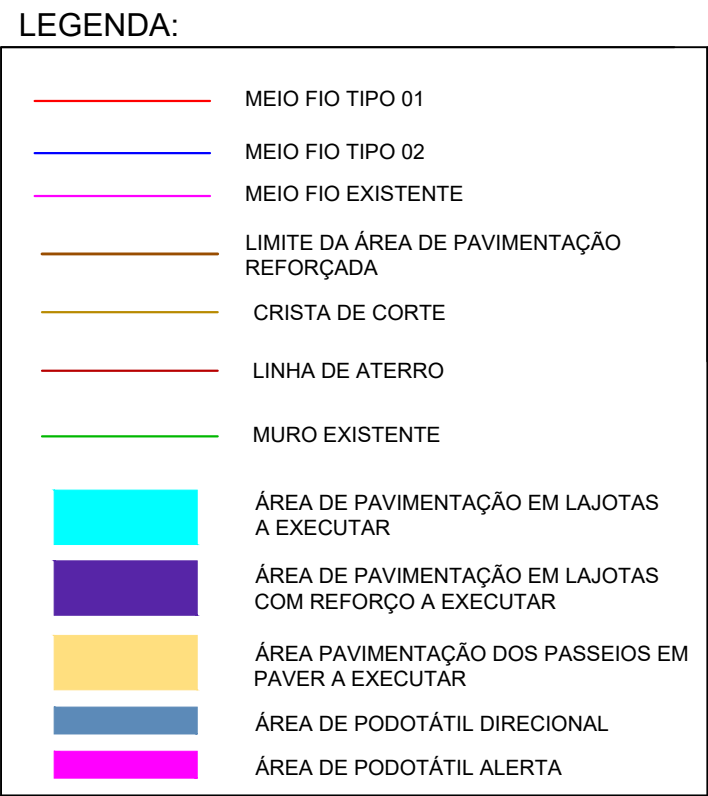 LEGENDA:
MEIO FIO TIPO 01
MEIO FIO TIPO 02
MEIO FIO EXISTENTE
LIMITE DA ÁREA DE PAVIMENTAÇÃO
REFORÇADA
CRISTA DE CORTE
LINHA DE ATERRO
MURO EXISTENTE
ÁREA DE PAVIMENTAÇÃO EM LAJOTAS
A EXECUTAR
ÁREA DE PAVIMENTAÇÃO EM LAJOTAS
COM REFORÇO A EXECUTAR
ÁREA PAVIMENTAÇÃO DOS PASSEIOS EM
PAVER A EXECUTAR
ÁREA DE PODOTÁTIL DIRECIONAL
ÁREA DE PODOTÁTIL ALERTA